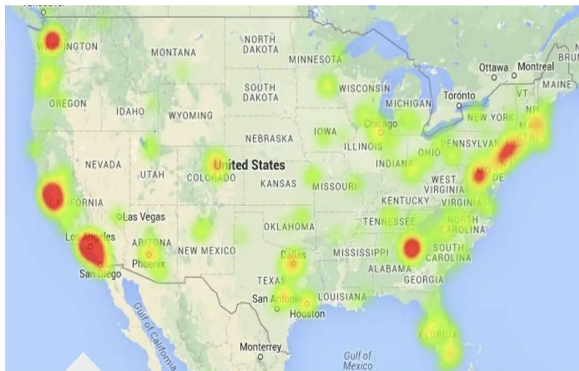 NORTH
DAKOTA
MONTANA
MINNESOTA
Ottawa
Montreal
MAINE
OREGON
IDAHO
SOUTH
DAKOTA
WISCONSIN
MICHIGAN
Toronto
VT
NH
NEW YORK
WYOMING
Chicago
IOWA
NEBRASKA
ILLINOIS
INDIANA
OHIO
PENNSYLVAN
NEVADA
UTAH
COLORADO
United States
KANSAS
MISSOURI
WEST
VIRGINIA
DE
KENTUCKY
VIRGINIA
Las Vegas
Los Angeles
San Diego
ARIZONA
Phoenix
NEW MEXICO
OKLAHOMA
TENNESSEE
NORTH
CAROLINA
SOUTH
CAROLINA
Dallas
MISSISSIPPI
ALABAMA
GEORGIA
TEXAS
San Antonio
Houston
LOUISIANA
FLORIDA
Gulf of
California
Monterrey
Gulf of
Mexico